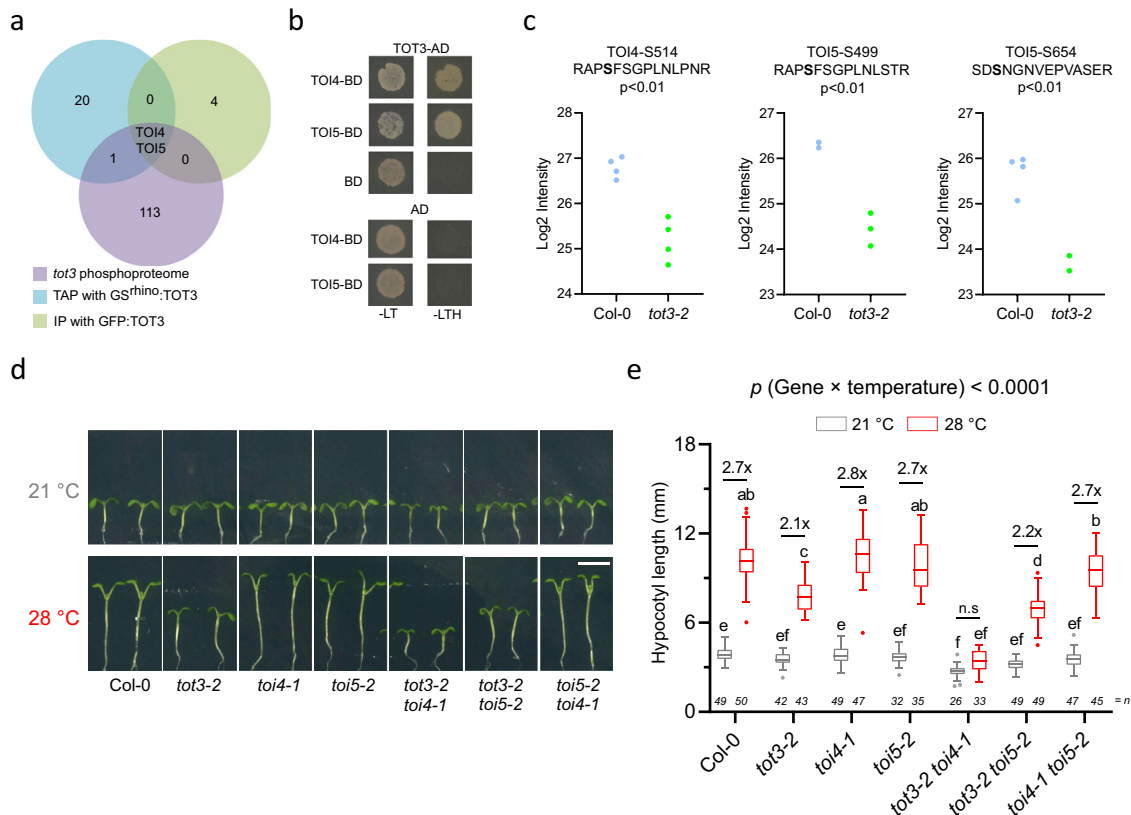 a
20
0
4
TOI4
TOI5
1
0
113
tot3 phosphoproteome
TAP with GSrhino:TOT3
IP with GFP:TOT3
b
TOT3-AD
TOI4-BD
TOI5-BD
BD
AD
TOI4-BD
TOI5-BD
-LT
-LTH
c
TOI4-S514
RAPSFSGPLNLPNR
p<0.01
Log2 Intensity
27
26
25
24
Col-0
tot3-2
TOI5-S499
RAPSFSGPLNLSTR
p<0.01
Log2 Intensity
27
26
25
24
23
Col-0
tot3-2
TOI5-S654
SDSNGNVEPVASER
p<0.01
Log2 Intensity
27
26
25
24
23
Col-0
tot3-2
d
21 °C
28 °C
Col-0
tot3-2
toi4-1
toi5-2
tot3-2
toi4-1
tot3-2
toi5-2
toi5-2
toi4-1
e
p (Gene × temperature) < 0.0001
21 °C
28 °C
Hypocotyl length (mm)
18
14
10
6
2
2.7x
2.1x
2.8x
2.7x
n.s
2.2x
2.7x
e
ab
ef
c
e
a
ef
ab
f
ef
ef
d
ef
b
49 50 42 43 49 47 32 35 26 33 49 49 47 45 = n
Col-0
tot3-2
toi4-1
toi5-2
tot3-2 toi4-1
tot3-2 toi5-2
toi4-1 toi5-2